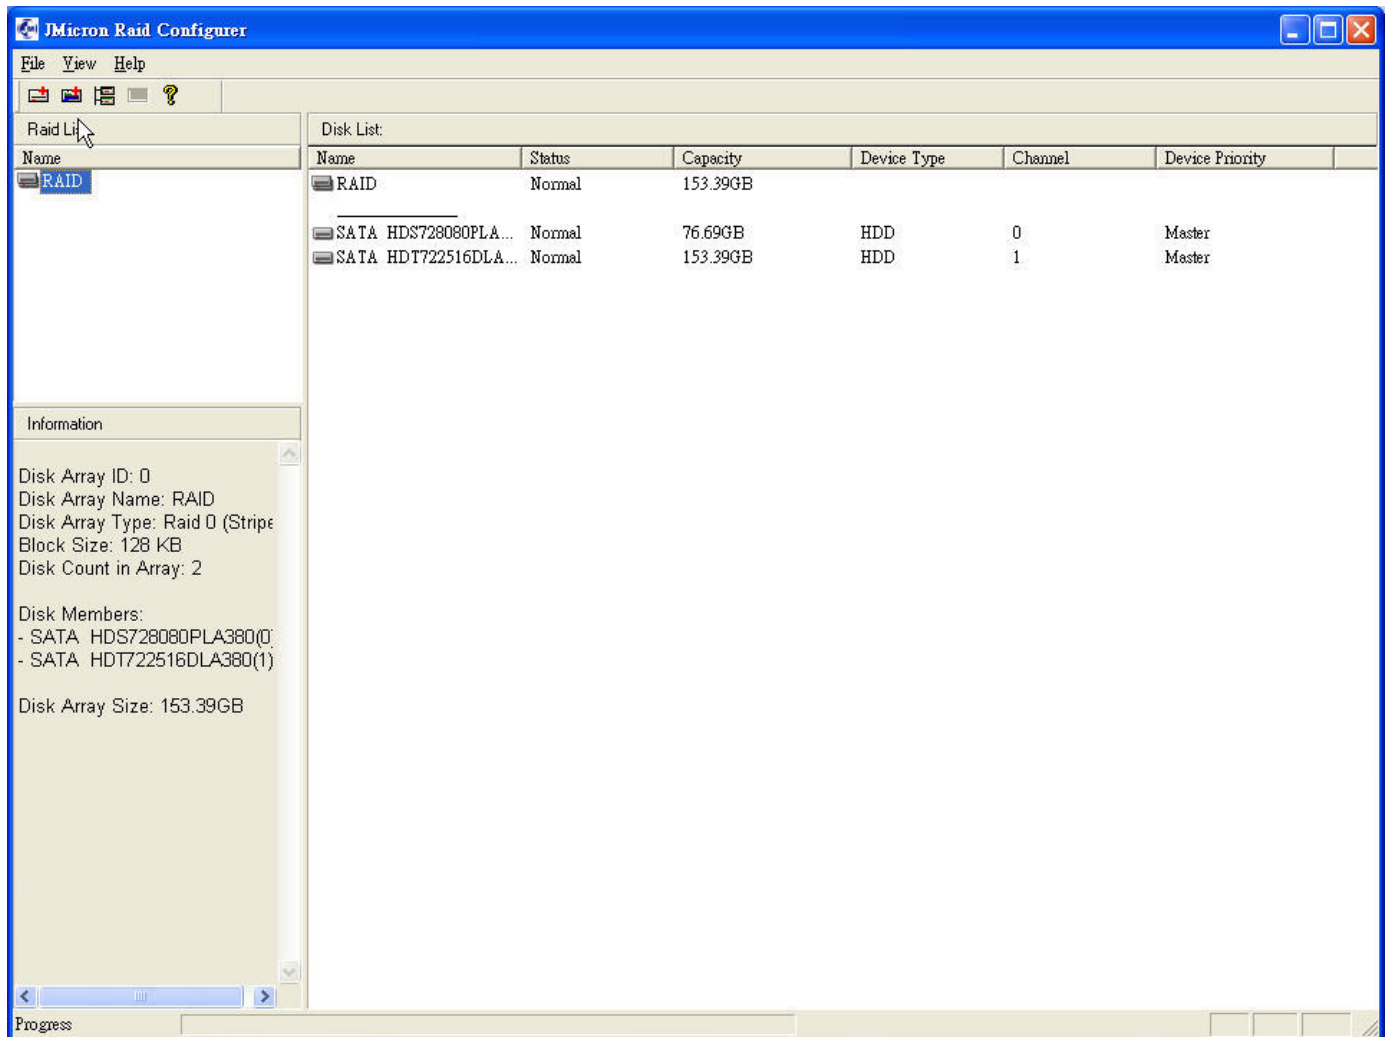 JMicron Raid Configurer
File View Help
Raid Li
Name
RAID
Disk List:
Name Status Capacity Device Type Channel Device Priority
RAID Normal 153.39GB
SATA HDS728080PLA... Normal 76.69GB HDD 0 Master
SATA HDT722516DLA... Normal 153.39GB HDD 1 Master
Information
Disk Array ID: 0
Disk Array Name: RAID
Disk Array Type: Raid 0 (Stripe
Block Size: 128 KB
Disk Count in Array: 2
Disk Members:
- SATA HDS728080PLA380(0)
- SATA HDT722516DLA380(1)
Disk Array Size: 153.39GB
Progress